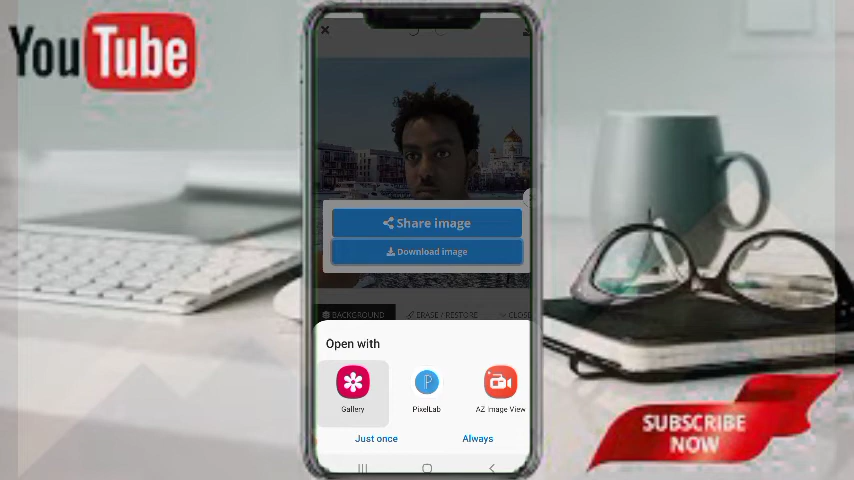 YouTube
Share image
Download image
BACKGROUND
ERASE / RESTORE
CLOSE
Open with
Gallery
PixelLab
AZ Image View
Just once
Always
SUBSCRIBE
NOW